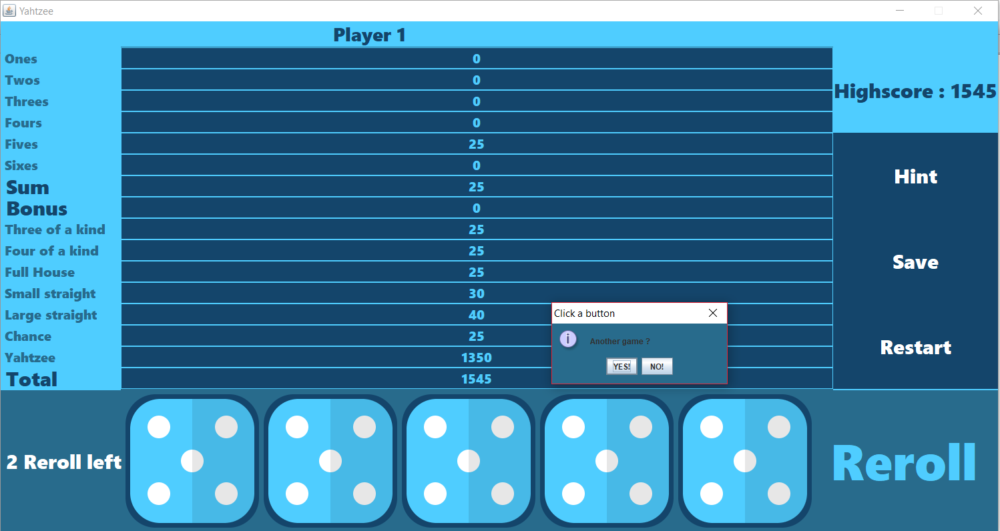 Yahtzee
Player 1
Ones 0
Twos 0
Threes 0
Fours 0
Fives 25
Sixes 0
Sum 25
Bonus 0
Three of a kind 25
Four of a kind 25
Full House 25
Small straight 30
Large straight 40
Chance 25
Yahtzee 1350
Total 1545
Highscore : 1545
Hint
Save
Restart
Click a button
Another game ?
YES! NO!
2 Reroll left
Reroll